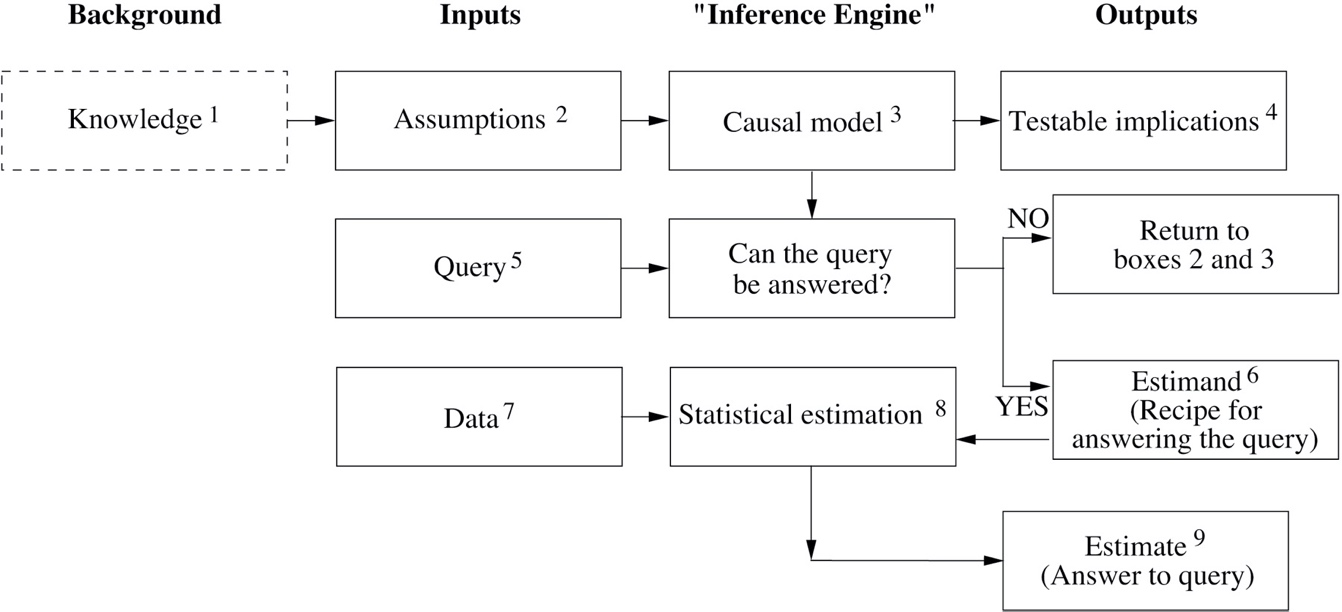 Background
Inputs
"Inference Engine"
Outputs
Knowledge 1
Assumptions 2
Causal model 3
Testable implications 4
Query 5
Can the query
be answered?
NO
Return to
boxes 2 and 3
YES
Estimand 6
(Recipe for
answering the query)
Data 7
Statistical estimation 8
Estimate 9
(Answer to query)